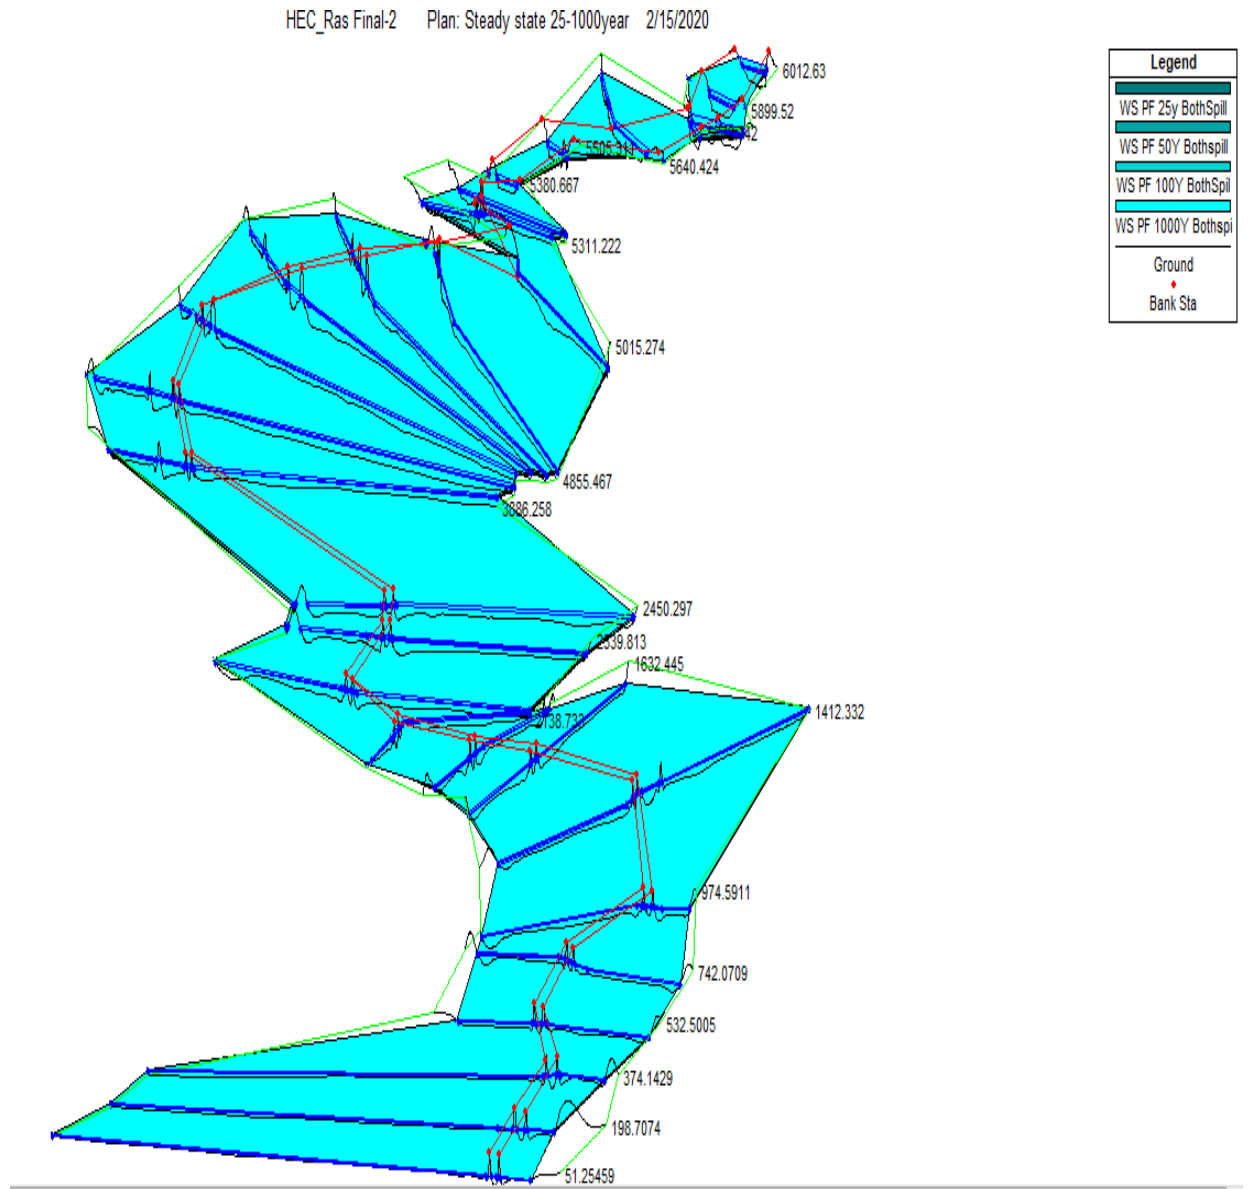 HEC_Ras Final-2 Plan: Steady state 25-1000year 2/15/2020
Legend
WS PF 25y BothSpill
WS PF 50Y Bothspill
WS PF 100Y BothSpil
WS PF 1000Y Bothspi
Ground
Bank Sta
6012.63
5899.52
5640.424
5380.667
5311.222
5015.274
4855.467
3886.258
2450.297
2339.813
1632.445
1412.332
974.5911
742.0709
532.5005
374.1429
198.7074
51.25459